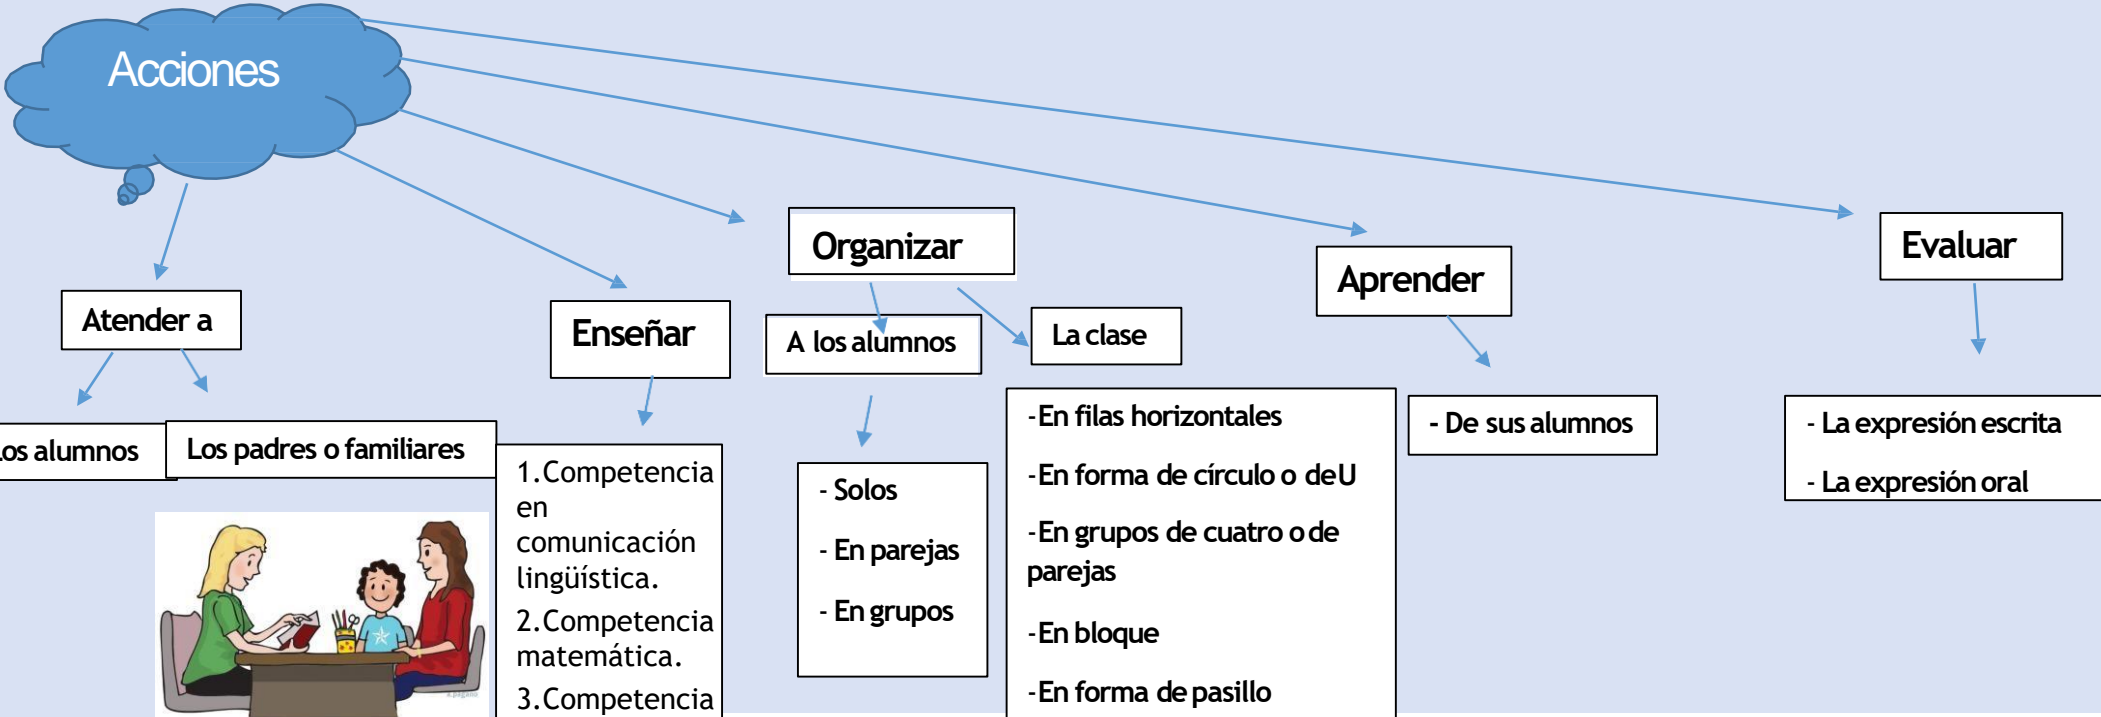 Acciones
Organizar
Evaluar
Aprender
Atender a
Enseñar
A los alumnos
La clase
os alumnos
Los padres o familiares
1.Competencia
en
comunicación
lingüística.
2.Competencia
matemática.
3.Competencia
- Solos
- En parejas
- En grupos
-En filas horizontales
-En forma de círculo o de U
-En grupos de cuatro o de
parejas
-En bloque
-En forma de pasillo
- De sus alumnos
- La expresión escrita
- La expresión oral